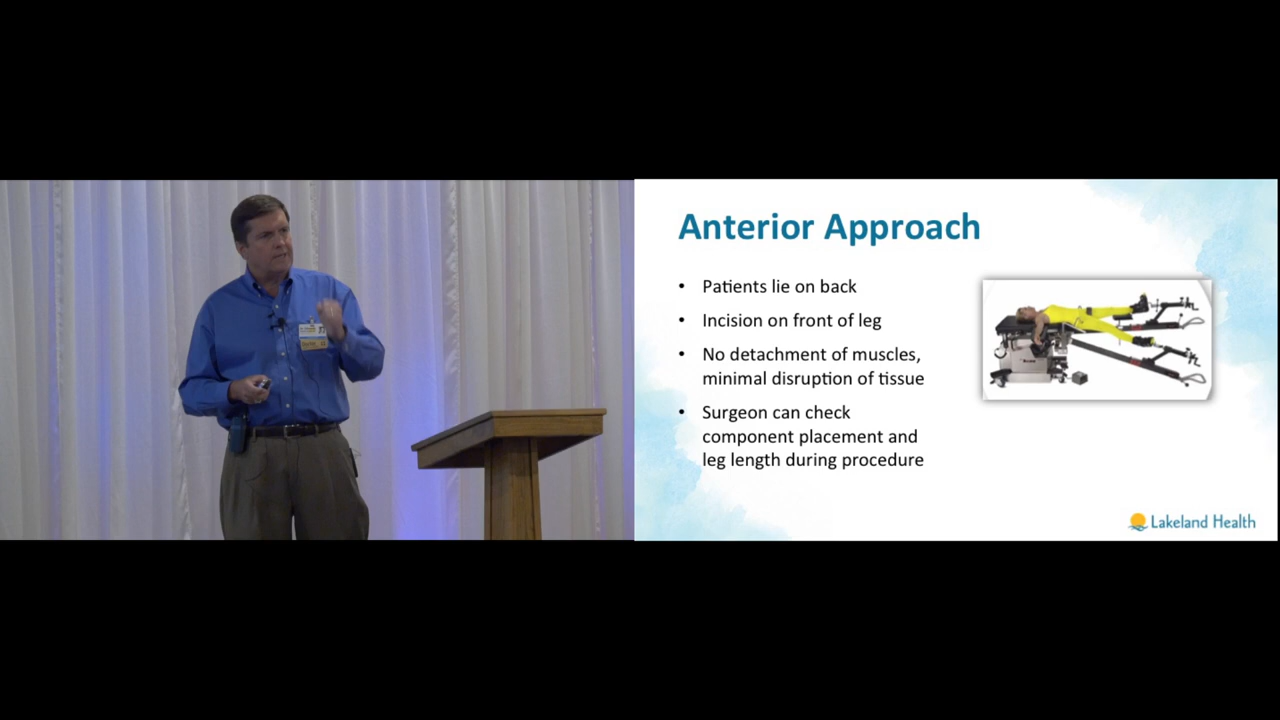 Anterior Approach
• Patients lie on back
• Incision on front of leg
• No detachment of muscles,
minimal disruption of tissue
• Surgeon can check
component placement and
leg length during procedure
Lakeland Health